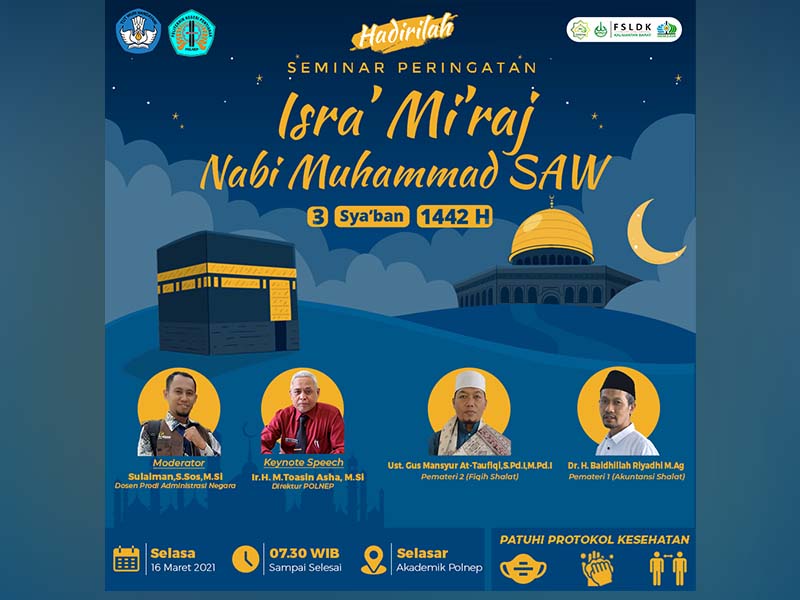 Hadirilah
FSLDK
KALIMANTAN BARAT
SEMINAR PERINGATAN
Isra' Mi'raj
Nabi Muhammad SAW
3 Sya'ban 1442 H
Moderator
Sulaiman,S.Sos,M.Si
Dosen Prodi Administrasi Negara
Keynote Speech
Ir.H. M.Toasin Asha, M.Si
Direktur POLNEP
Ust. Gus Mansyur At-Taufiqi,S.Pd.I,M.Pd.I
Pemateri 2 (Fiqih Shalat)
Dr. H. Baidhillah Riyadhi M.Ag
Pemateri 1 (Akuntansi Shalat)
Selasa
16 Maret 2021
07.30 WIB
Sampai Selesai
Selasar
Akademik Polnep
PATUHI PROTOKOL KESEHATAN